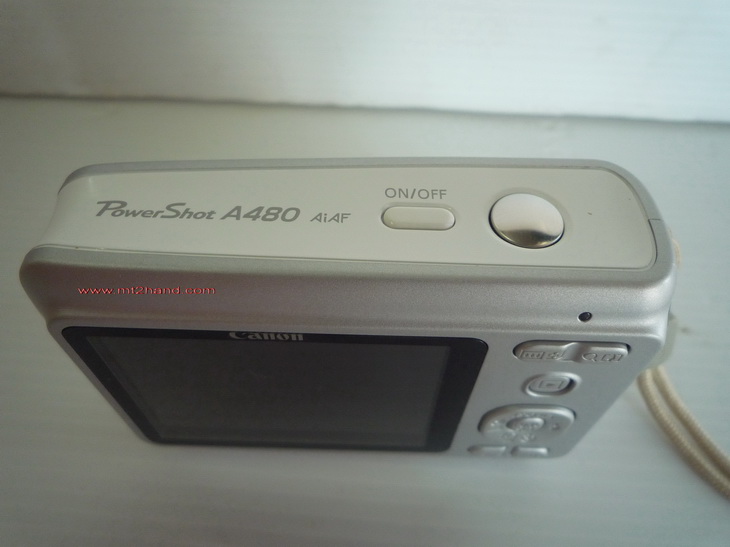 ON/OFF
PowerShot A480 AiAF
www.mt2hand.com
Canon